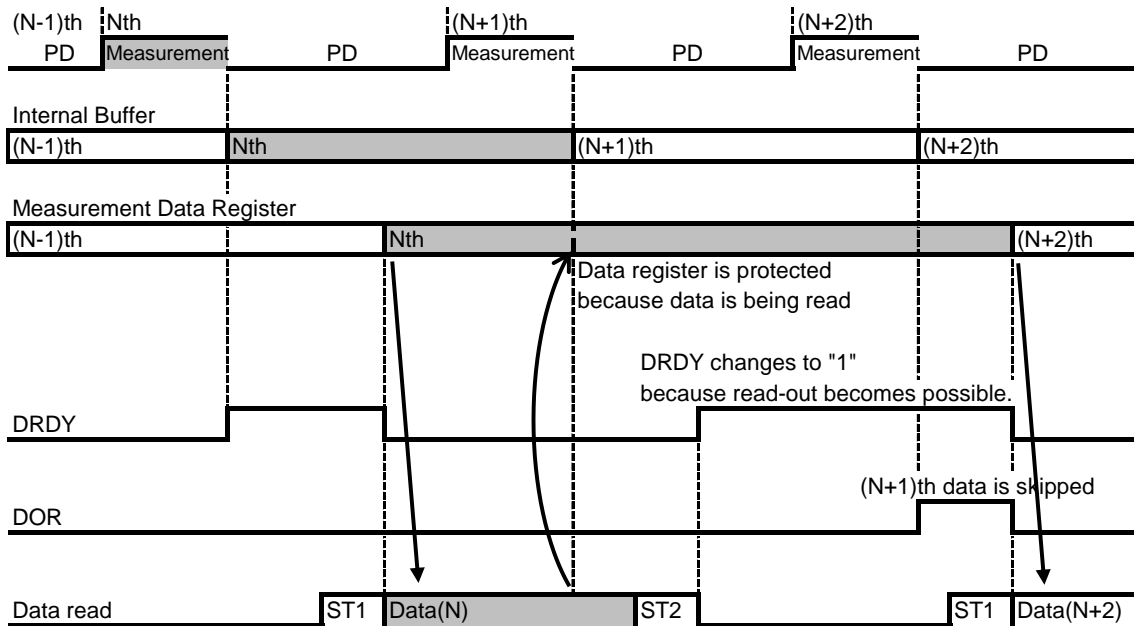 (N-1)th Nth (N+1)th (N+2)th
PD Measurement PD Measurement PD Measurement PD
Internal Buffer
(N-1)th Nth (N+1)th (N+2)th
Measurement Data Register
(N-1)th Nth (N+2)th
Data register is protected
because data is being read
DRDY changes to "1"
because read-out becomes possible.
DRDY
(N+1)th data is skipped
DOR
Data read ST1 Data(N) ST2 ST1 Data(N+2)